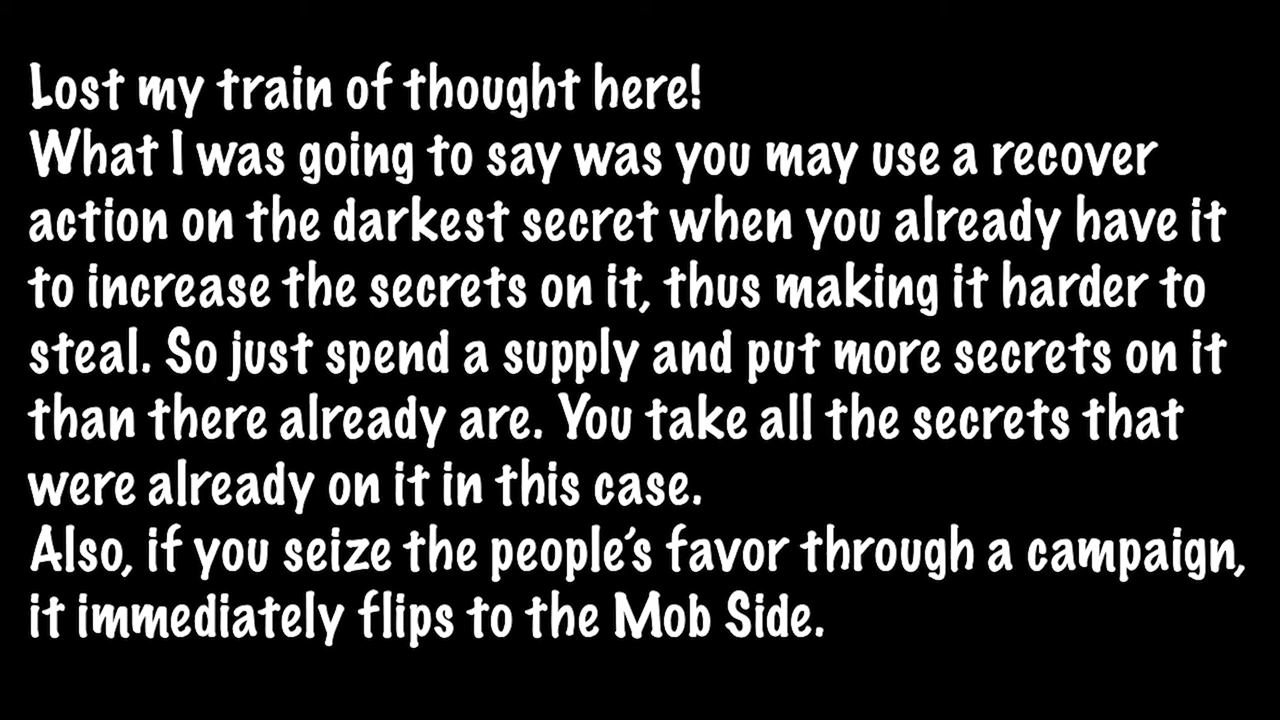 Lost my train of thought here!
What I was going to say was you may use a recover
action on the darkest secret when you already have it
to increase the secrets on it, thus making it harder to
steal. So just spend a supply and put more secrets on it
than there already are. You take all the secrets that
were already on it in this case.
Also, if you seize the people's favor through a campaign,
it immediately flips to the Mob Side.